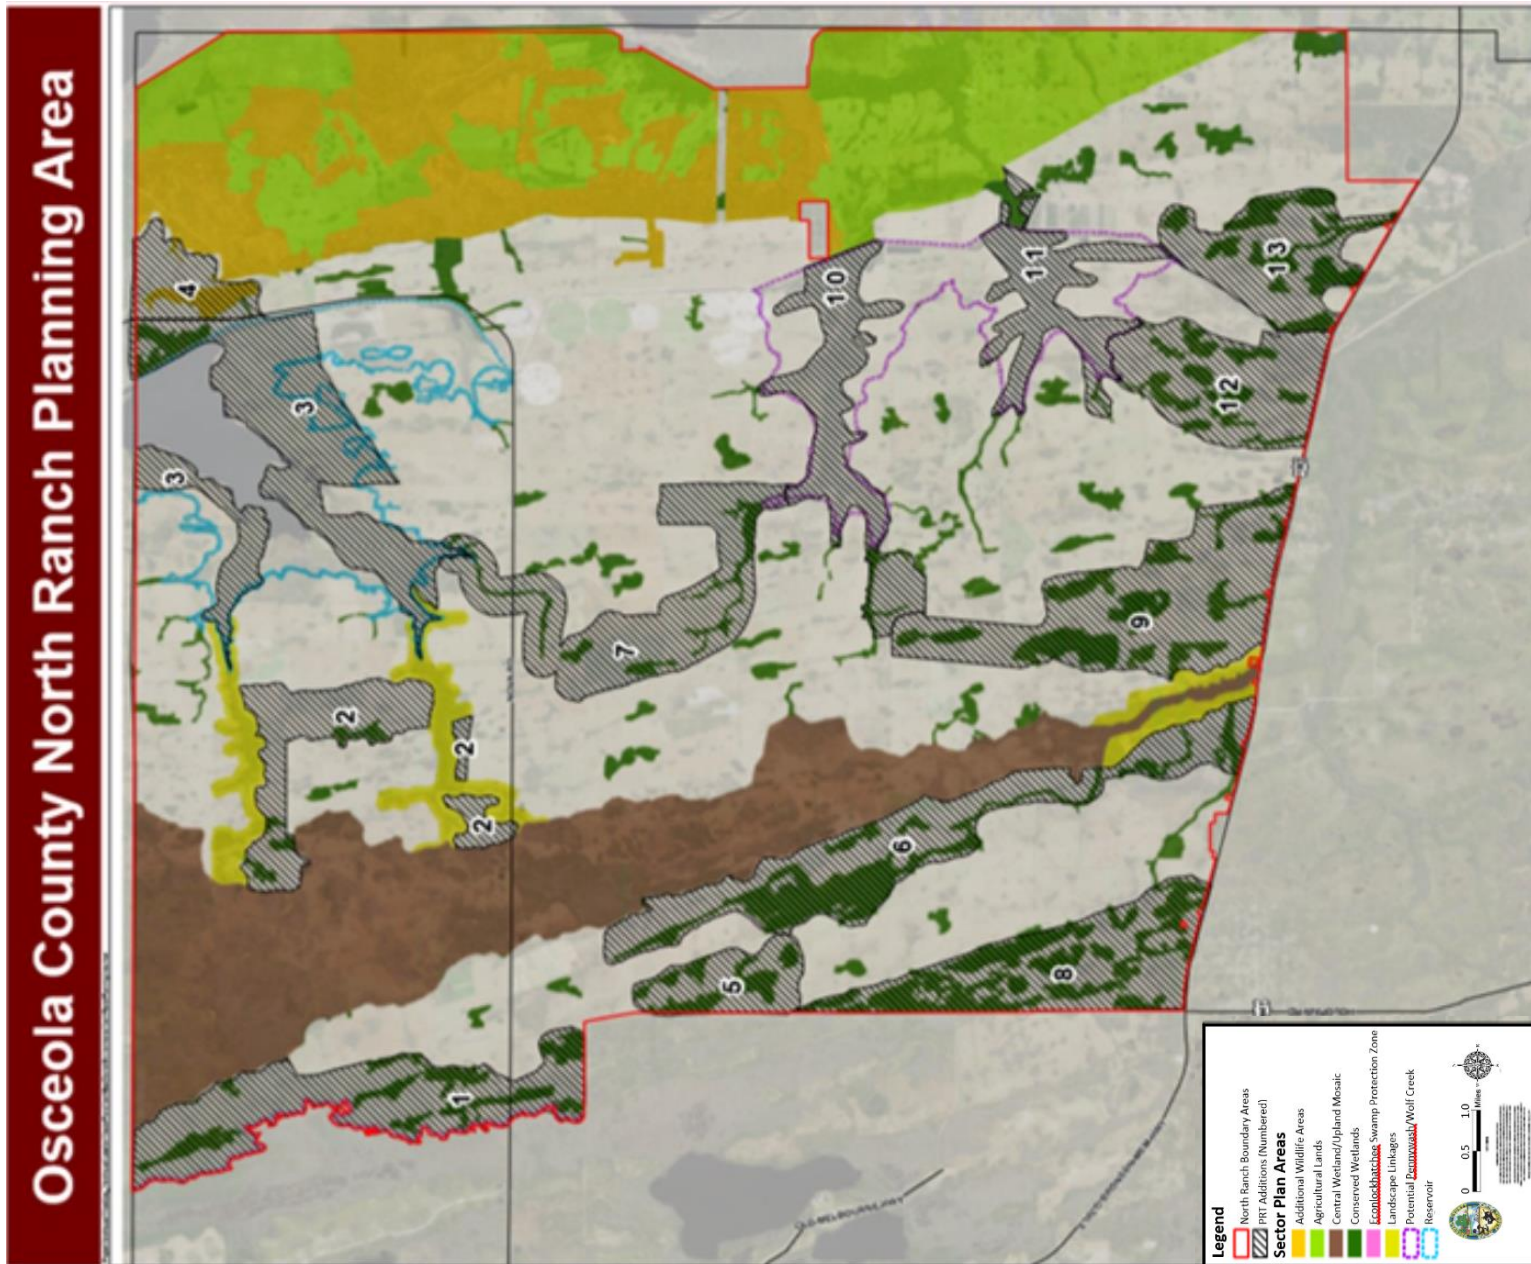 Osceola County North Ranch Planning Area
4
3
3
2
2
2
1
7
10
11
13
12
9
6
5
8
Legend
North Ranch Boundary Areas
PRT Additions (Numbered)
Sector Plan Areas
Additional Wildlife Areas
Agricultural Lands
Central Wetland/Upland Mosaic
Conserved Wetlands
Econlockhatchee Swamp Protection Zone
Landscape Linkages
Potential Pennywash/Wolf Creek
Reservoir
0 0.5 1.0
Miles